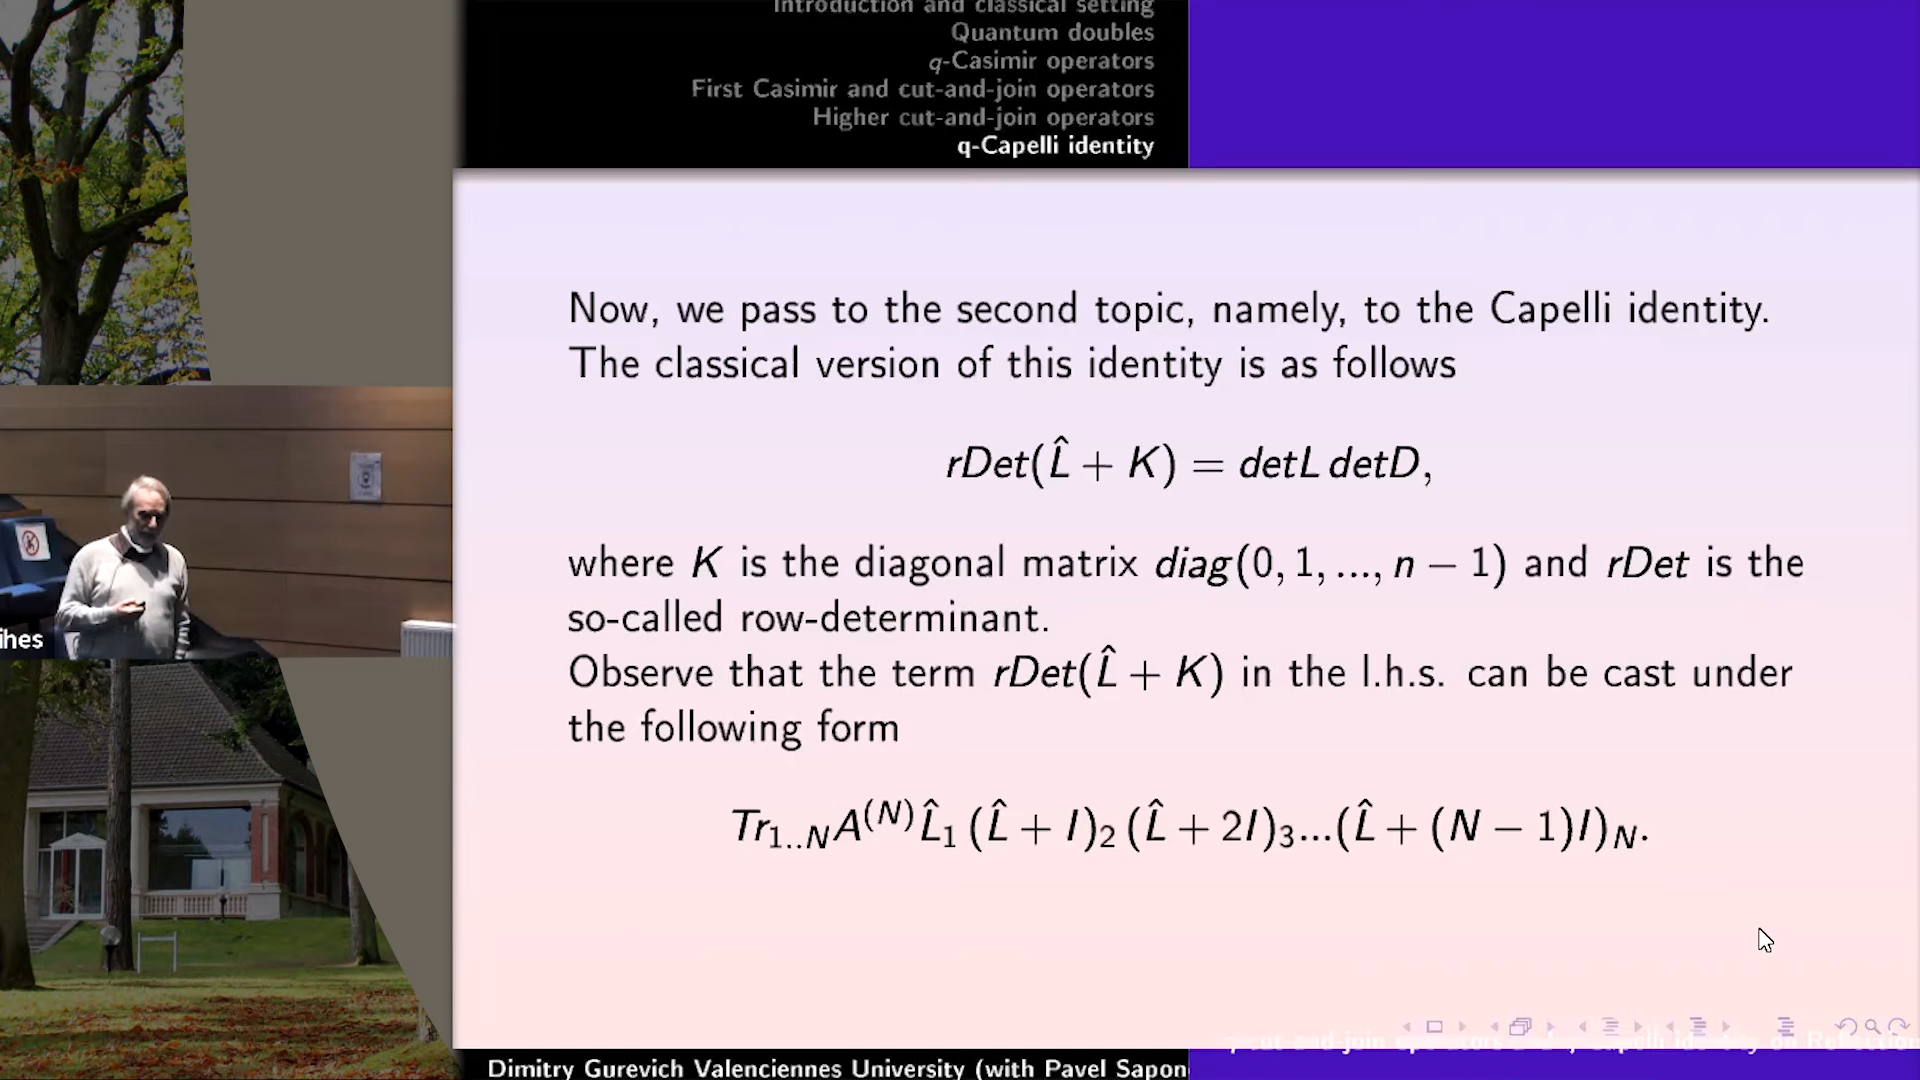 Introduction and classical setting
Quantum doubles
q-Casimir operators
First Casimir and cut-and-join operators
Higher cut-and-join operators
q-Capelli identity
Now, we pass to the second topic, namely, to the Capelli identity.
The classical version of this identity is as follows
rDet(L̂ + K) = detL detD,
where K is the diagonal matrix diag(0, 1, ..., n − 1) and rDet is the
so-called row-determinant.
Observe that the term rDet(L̂ + K) in the l.h.s. can be cast under
the following form
Tr₁..N A⁽ᴺ⁾ L̂₁ (L̂ + I)₂ (L̂ + 2I)₃...(L̂ + (N − 1)I)N.
ihes
Dimitry Gurevich Valenciennes University (with Pavel Sapon